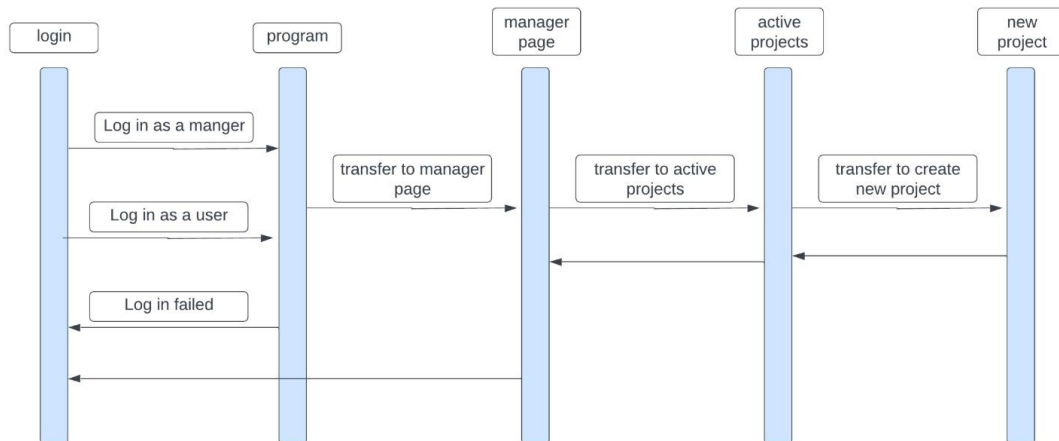 login
program
manager
page
active
projects
new
project
Log in as a manger
transfer to manager
page
transfer to active
projects
transfer to create
new project
Log in as a user
Log in failed